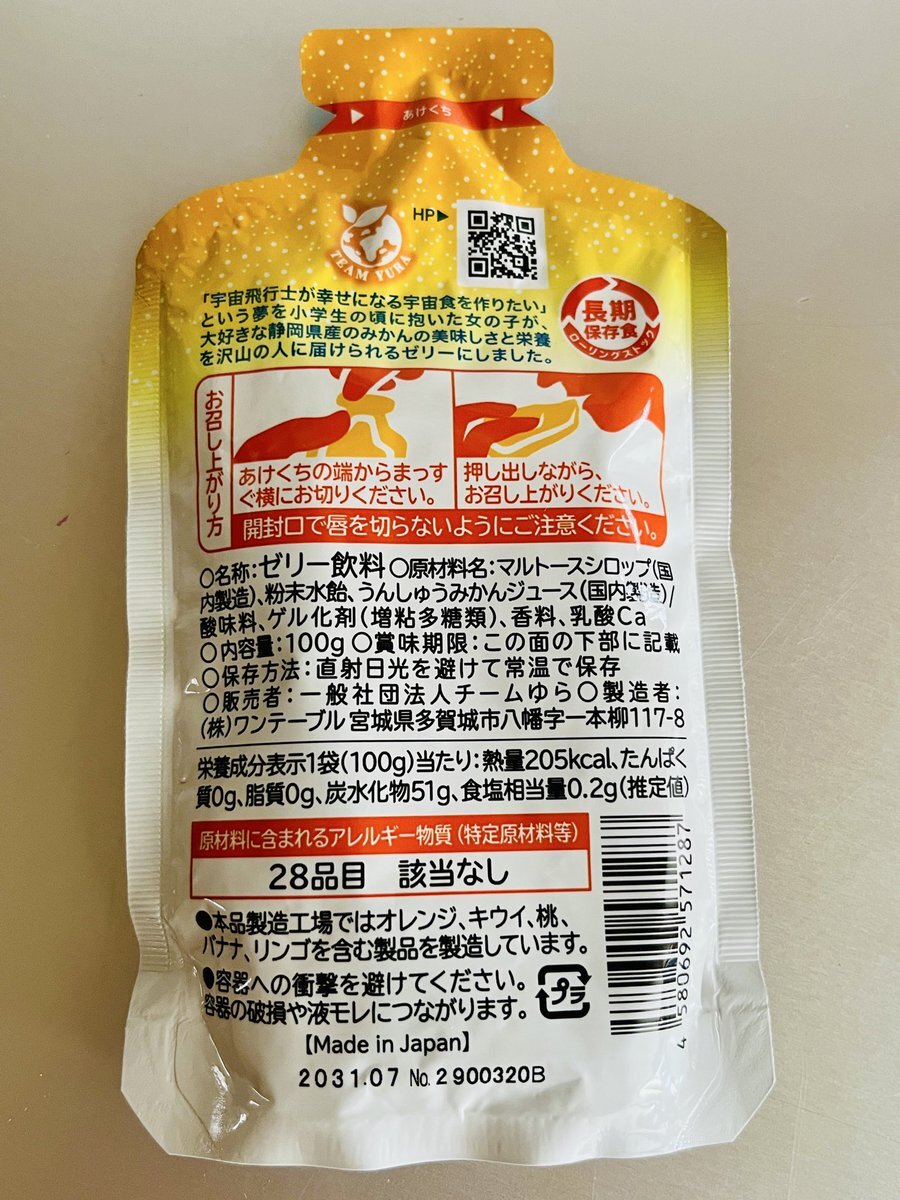 あけくち
HP▶
TEAM YURA
「宇宙飛行士が幸せになる宇宙食を作りたい」
という夢を小学生の頃に抱いた女の子が、
大好きな静岡県産のみかんの美味しさと栄養
を沢山の人に届けられるゼリーにしました。
長期
保存食
ローリングストック
お召し上がり方
あけくちの端からまっす
ぐ横にお切りください。
押し出しながら、
お召し上がりください。
開封口で唇を切らないようにご注意ください。
○名称:ゼリー飲料 ○原材料名:マルトースシロップ(国
内製造)、粉末水飴、うんしゅうみかんジュース(国内製造)/
酸味料、ゲル化剤(増粘多糖類)、香料、乳酸Ca
○内容量:100g ○賞味期限:この面の下部に記載
○保存方法:直射日光を避けて常温で保存
○販売者:一般社団法人チームゆら○製造者:
(株)ワンテーブル 宮城県多賀城市八幡字一本柳117-8
栄養成分表示1袋(100g)当たり:熱量205kcal、たんぱく
質0g、脂質0g、炭水化物51g、食塩相当量0.2g(推定値)
原材料に含まれるアレルギー物質(特定原材料等)
28品目 該当なし
●本品製造工場ではオレンジ、キウイ、桃、
バナナ、リンゴを含む製品を製造しています。
●容器への衝撃を避けてください。
容器の破損や液モレにつながります。
プラ
【Made in Japan】
2031.07 No.2900320B
4 580692 571287